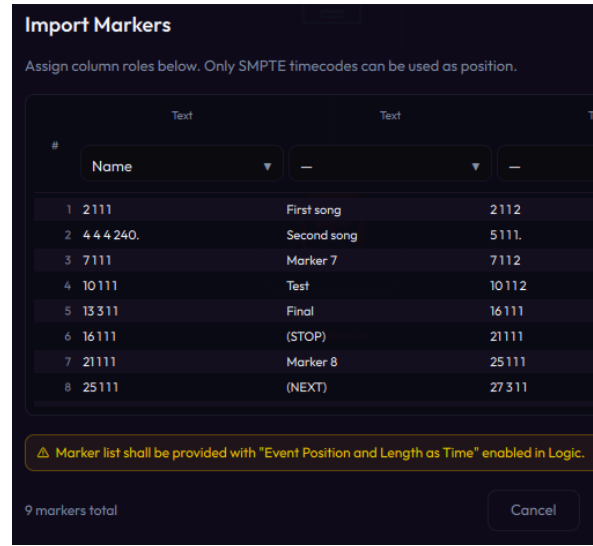 Import Markers
Assign column roles below. Only SMPTE timecodes can be used as position.
Text Text T
#
Name ▼ — ▼ —
1 2 1 1 1 First song 2 1 1 2
2 4 4 4 240. Second song 5 1 1 1.
3 7 1 1 1 Marker 7 7 1 1 2
4 10 1 1 1 Test 10 1 1 2
5 13 3 1 1 Final 16 1 1 1
6 16 1 1 1 (STOP) 21 1 1 1
7 21 1 1 1 Marker 8 25 1 1 1
8 25 1 1 1 (NEXT) 27 3 1 1
⚠ Marker list shall be provided with "Event Position and Length as Time" enabled in Logic.
9 markers total Cancel